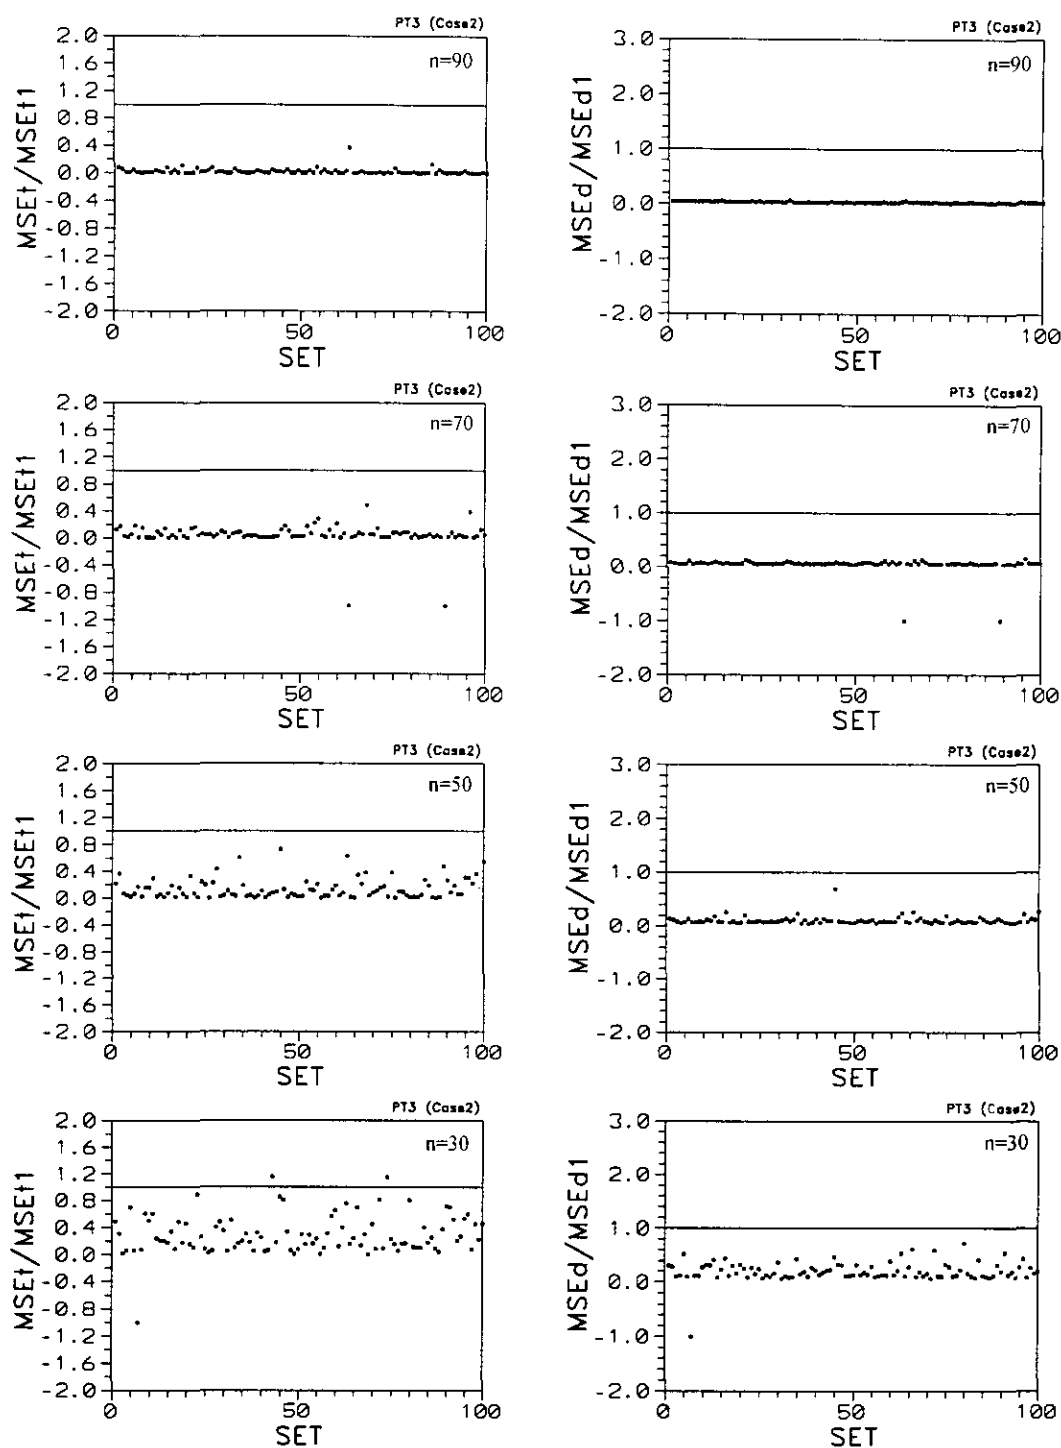 PT3 (Case2)
n=90
2.0
1.6
1.2
0.8
0.4
0.0
-0.4
-0.8
-1.2
-1.6
-2.0
MSEt/MSEt1
0 50 100
SET
PT3 (Case2)
n=90
3.0
2.0
1.0
0.0
-1.0
-2.0
MSEd/MSEd1
0 50 100
SET
PT3 (Case2)
n=70
2.0
1.6
1.2
0.8
0.4
0.0
-0.4
-0.8
-1.2
-1.6
-2.0
MSEt/MSEt1
0 50 100
SET
PT3 (Case2)
n=70
3.0
2.0
1.0
0.0
-1.0
-2.0
MSEd/MSEd1
0 50 100
SET
PT3 (Case2)
n=50
2.0
1.6
1.2
0.8
0.4
0.0
-0.4
-0.8
-1.2
-1.6
-2.0
MSEt/MSEt1
0 50 100
SET
PT3 (Case2)
n=50
3.0
2.0
1.0
0.0
-1.0
-2.0
MSEd/MSEd1
0 50 100
SET
PT3 (Case2)
n=30
2.0
1.6
1.2
0.8
0.4
0.0
-0.4
-0.8
-1.2
-1.6
-2.0
MSEt/MSEt1
0 50 100
SET
PT3 (Case2)
n=30
3.0
2.0
1.0
0.0
-1.0
-2.0
MSEd/MSEd1
0 50 100
SET